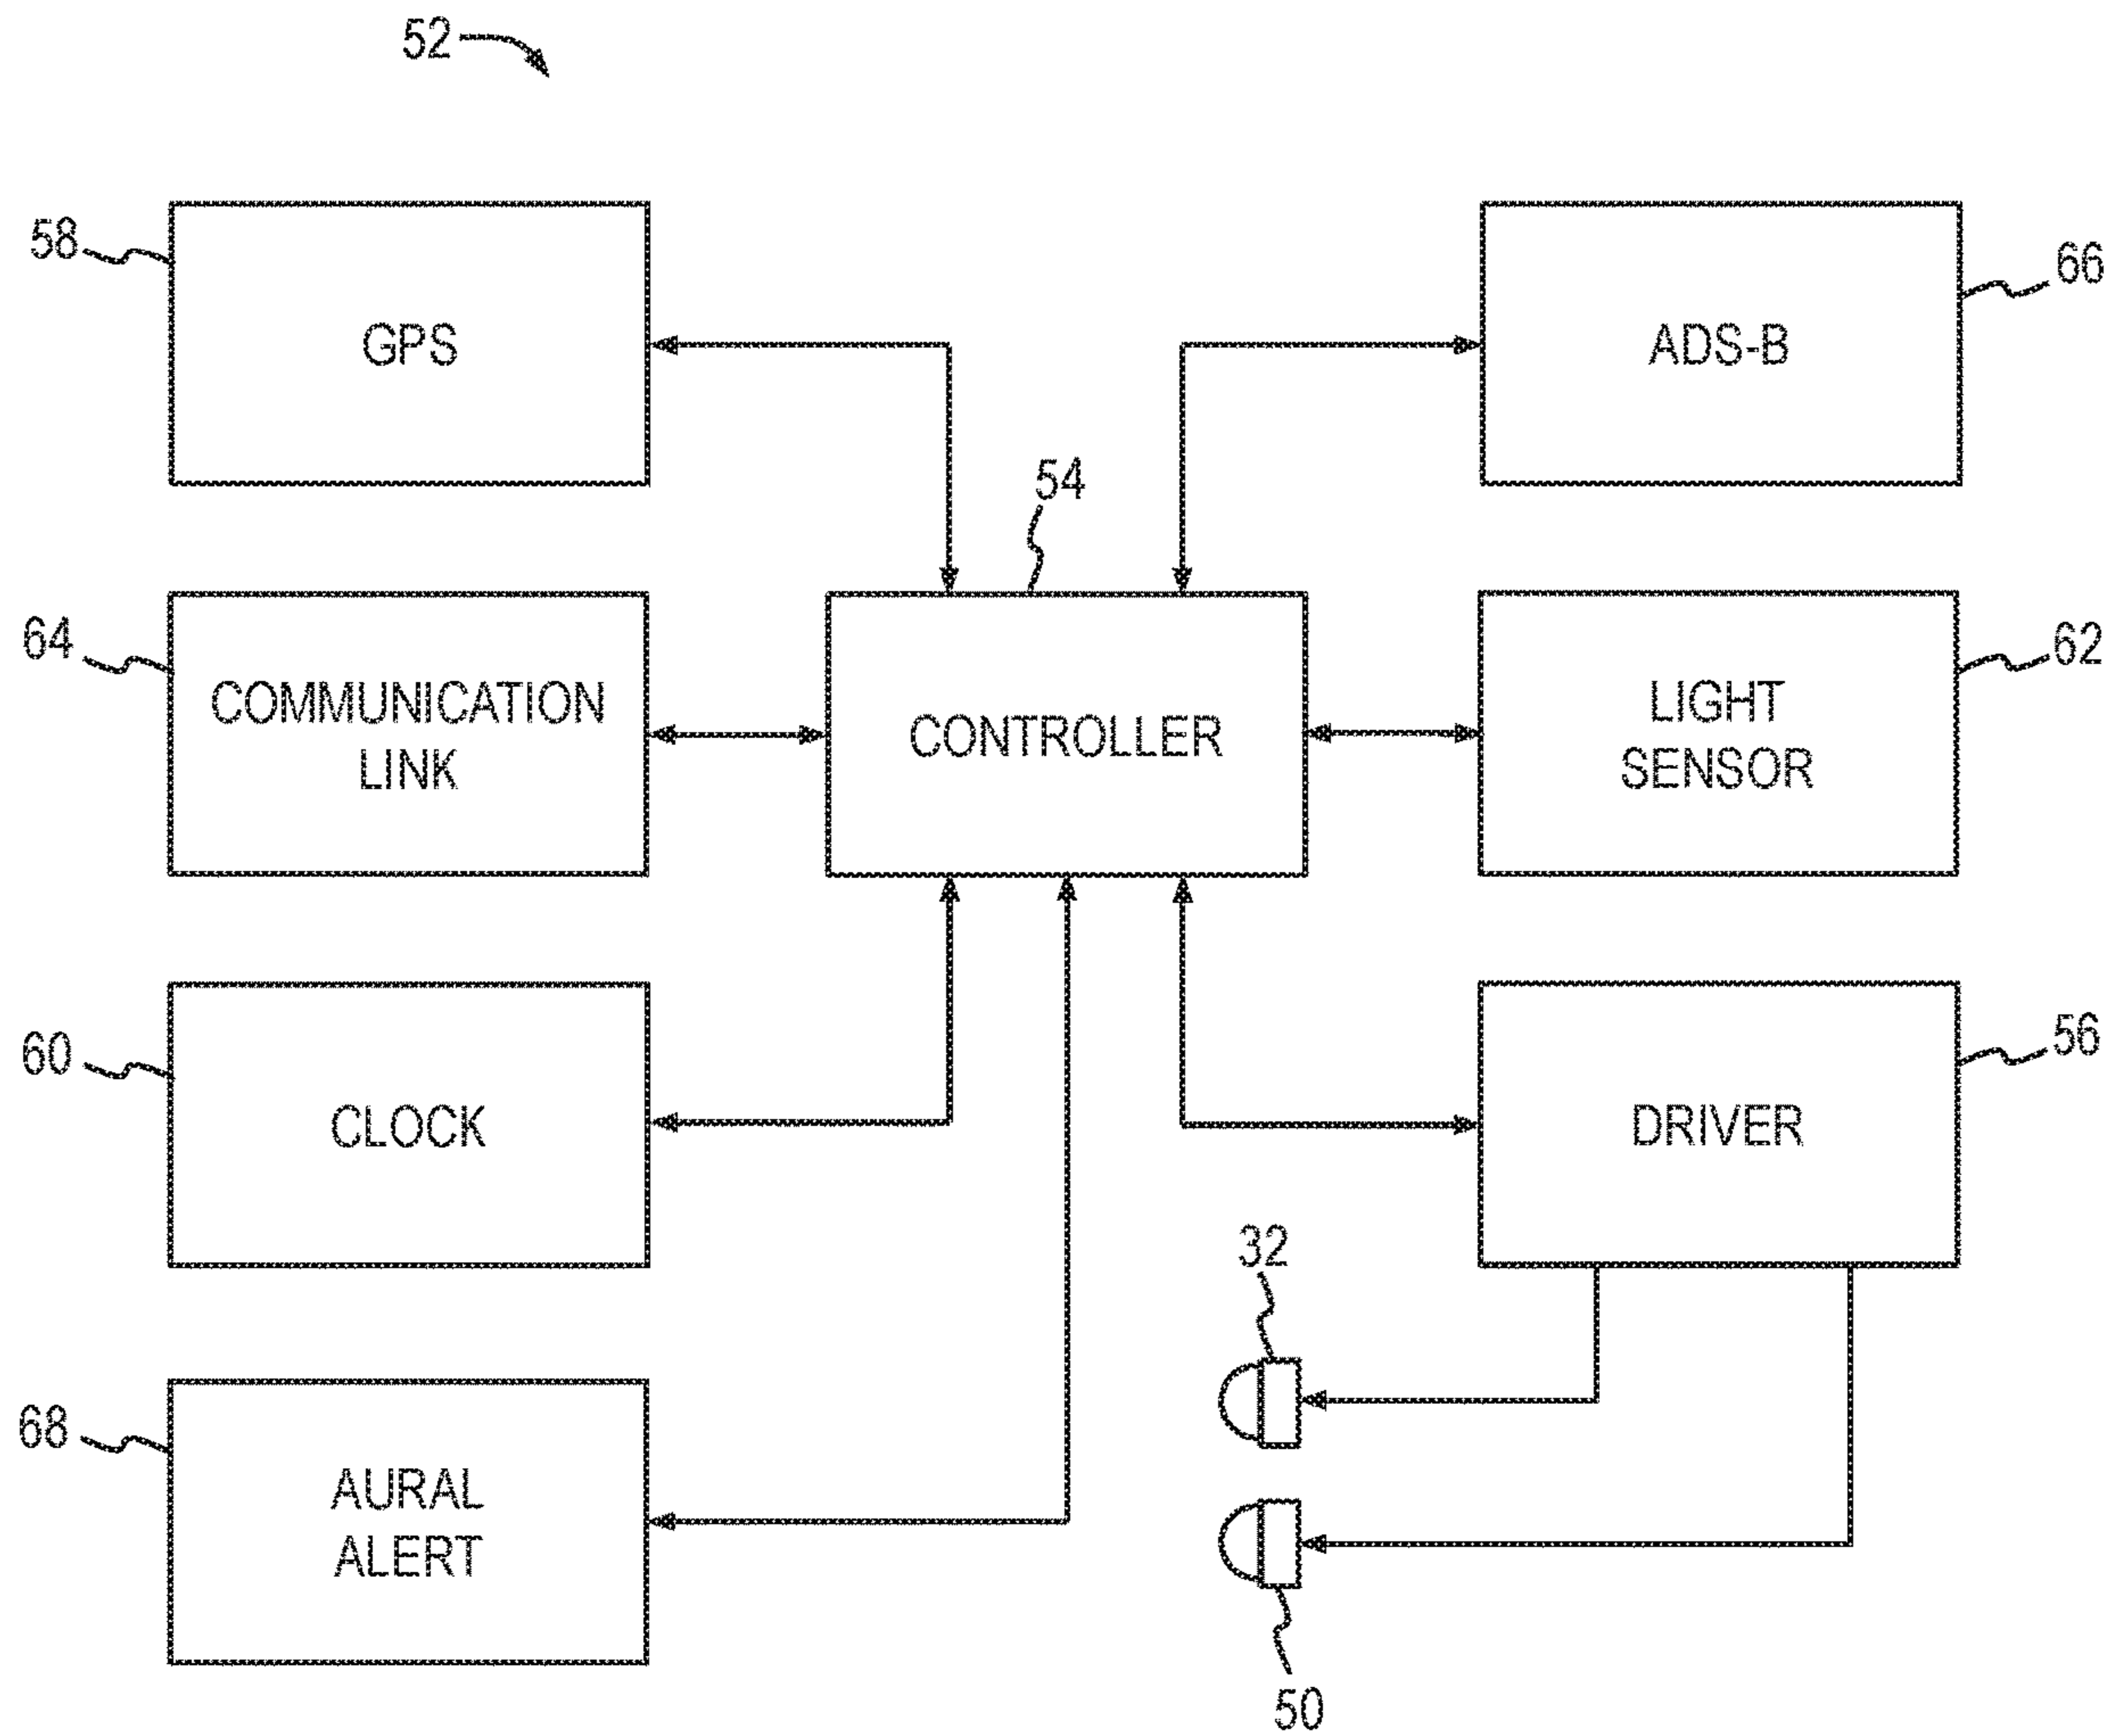 52
58
GPS
ADS-B
66
54
64
COMMUNICATION
LINK
CONTROLLER
LIGHT
SENSOR
62
60
CLOCK
DRIVER
56
32
68
AURAL
ALERT
50